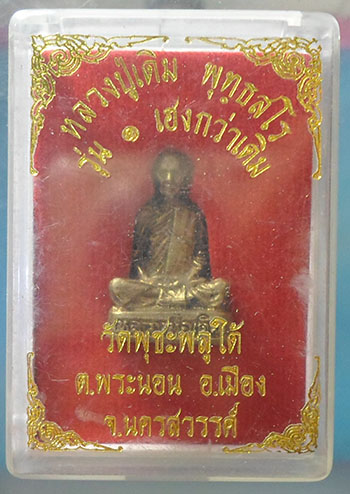 หลวงปู่เดิม พุทฺธสโร
รุ่น ๑ เฮงกว่าเดิม
วัดพุชะพลูใต้
ต.พระนอน อ.เมือง
จ.นครสวรรค์